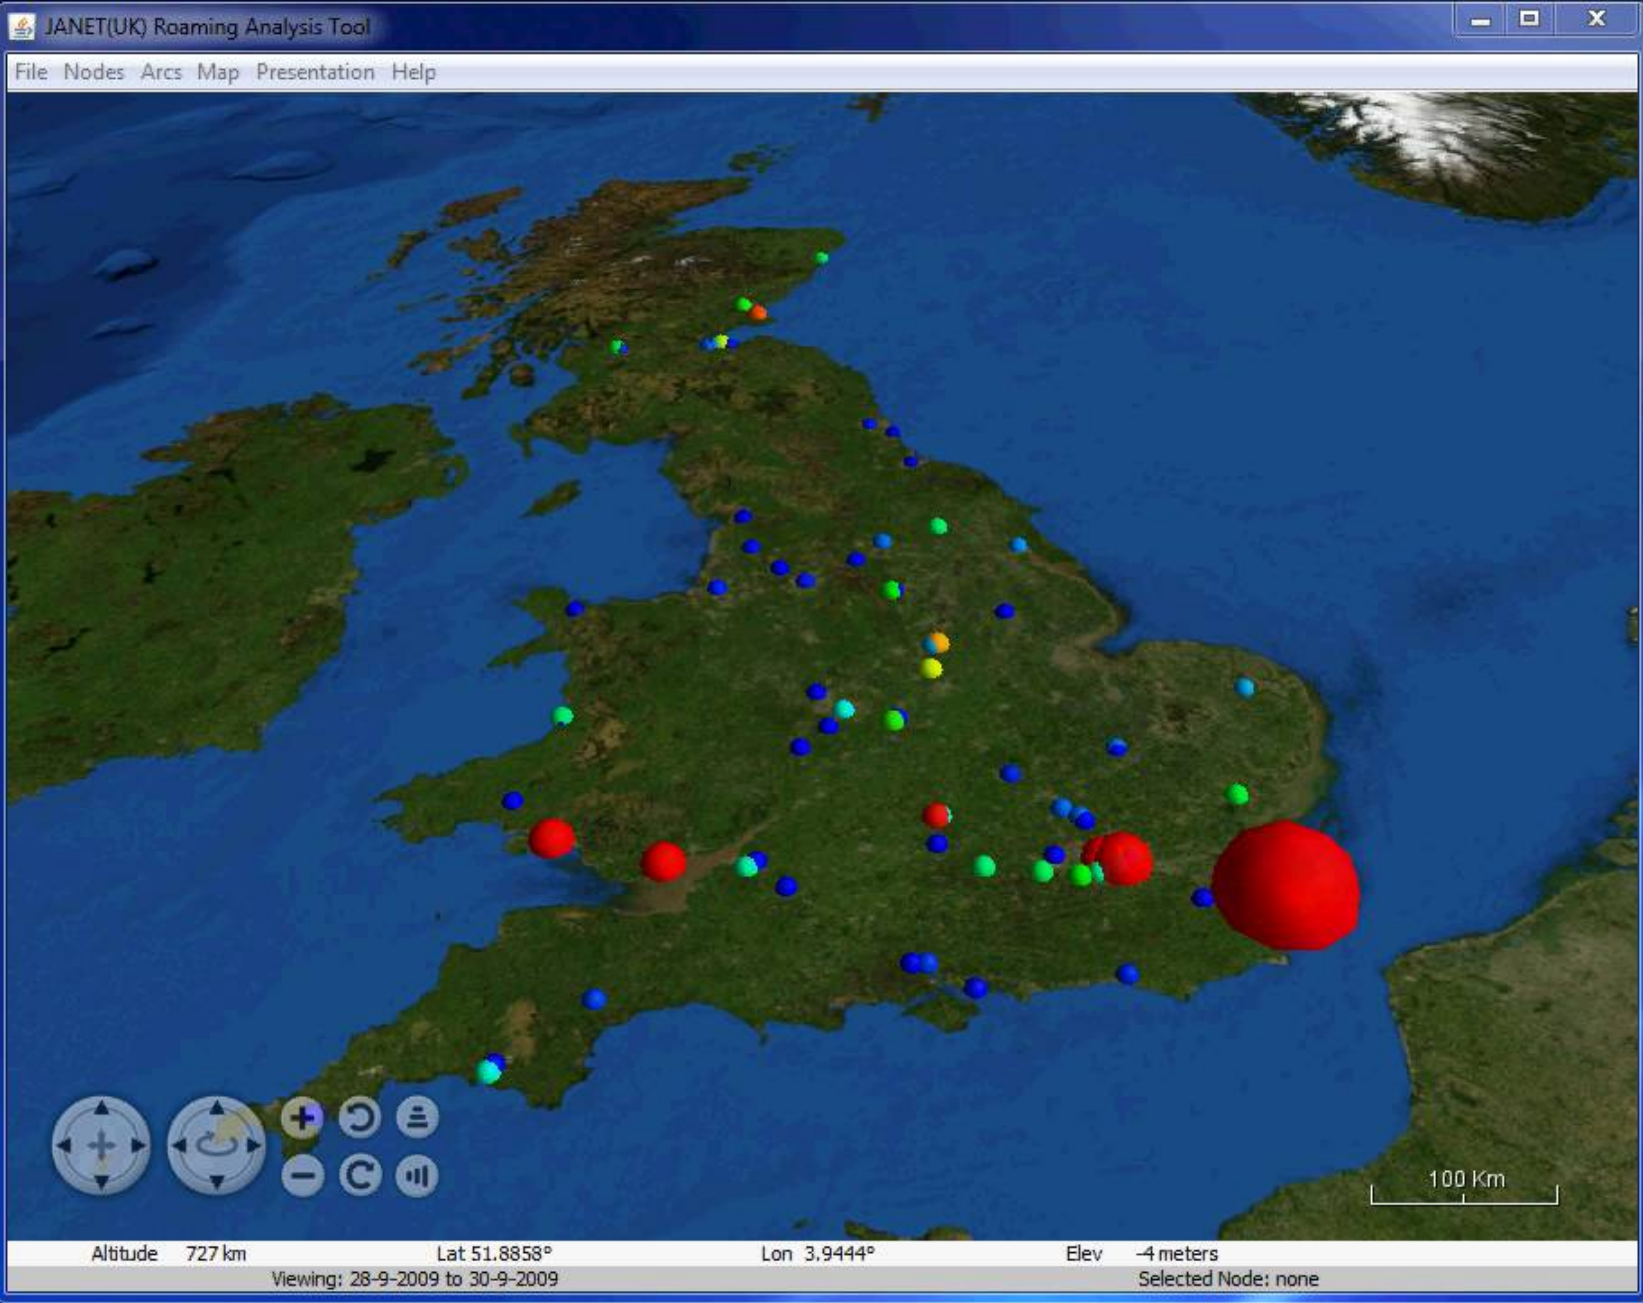 JANET(UK) Roaming Analysis Tool
File Nodes Arcs Map Presentation Help
100 Km
Altitude 727 km Lat 51.8858° Lon 3.9444° Elev -4 meters
Viewing: 28-9-2009 to 30-9-2009 Selected Node: none